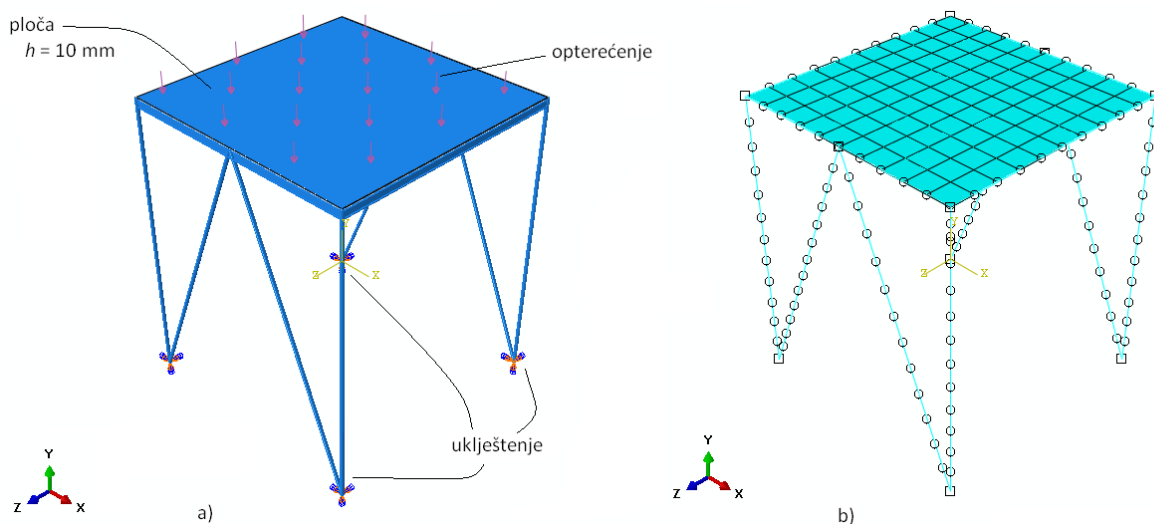 ploča
h = 10 mm
opterećenje
Y
Z
X
uklještenje
Y
Z
X
a)
Y
Z
X
Y
Z
X
b)